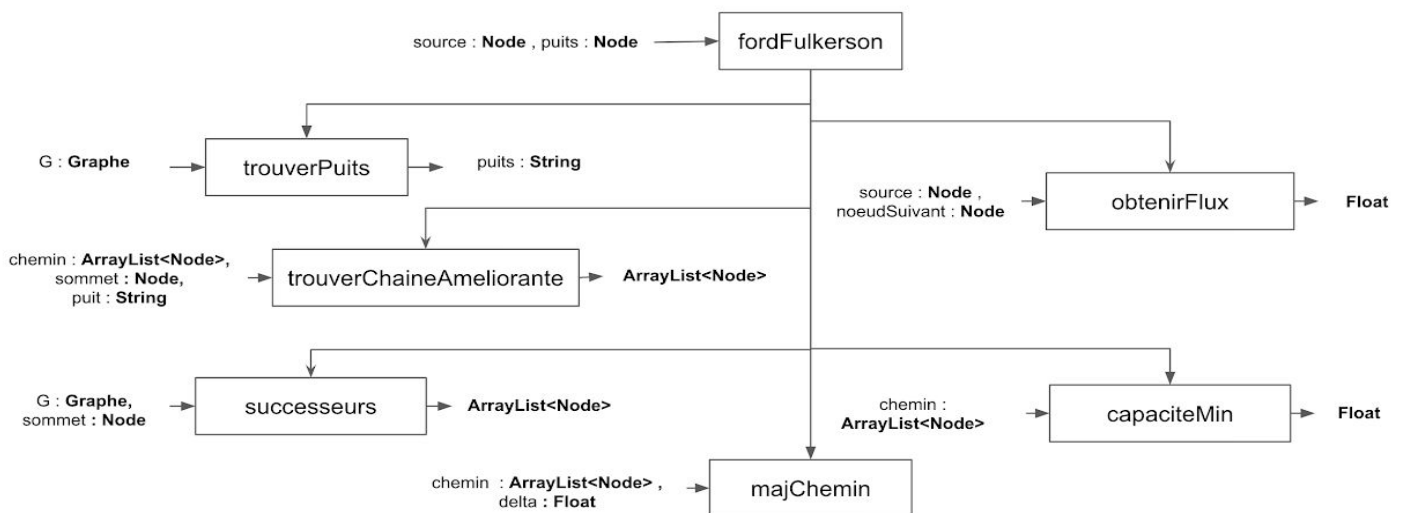 source : Node , puits : Node
fordFulkerson
G : Graphe
trouverPuits
puits : String
source : Node ,
noeudSuivant : Node
obtenirFlux
Float
chemin : ArrayList<Node>,
sommet : Node,
puit : String
trouverChaineAmeliorante
ArrayList<Node>
G : Graphe,
sommet : Node
successeurs
ArrayList<Node>
chemin :
ArrayList<Node>
capaciteMin
Float
chemin : ArrayList<Node> ,
delta : Float
majChemin